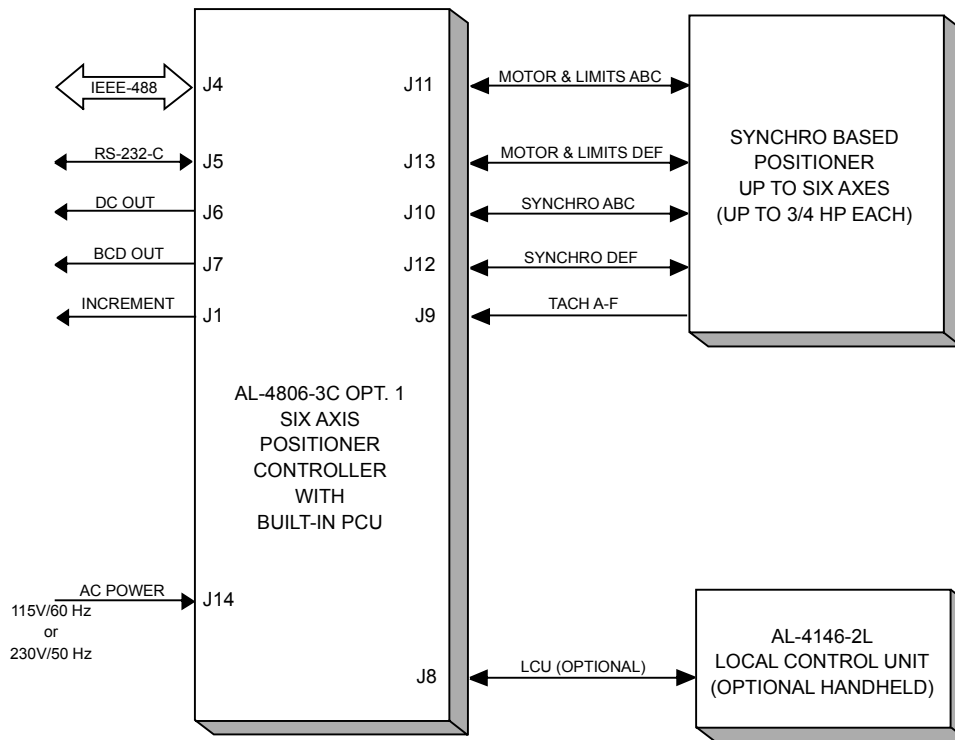 IEEE-488
J4
RS-232-C
J5
DC OUT
J6
BCD OUT
J7
INCREMENT
J1
AC POWER
J14
115V/60 Hz
or
230V/50 Hz
AL-4806-3C OPT. 1
SIX AXIS
POSITIONER
CONTROLLER
WITH
BUILT-IN PCU
J11
MOTOR & LIMITS ABC
J13
MOTOR & LIMITS DEF
J10
SYNCHRO ABC
J12
SYNCHRO DEF
J9
TACH A-F
J8
LCU (OPTIONAL)
SYNCHRO BASED
POSITIONER
UP TO SIX AXES
(UP TO 3/4 HP EACH)
AL-4146-2L
LOCAL CONTROL UNIT
(OPTIONAL HANDHELD)